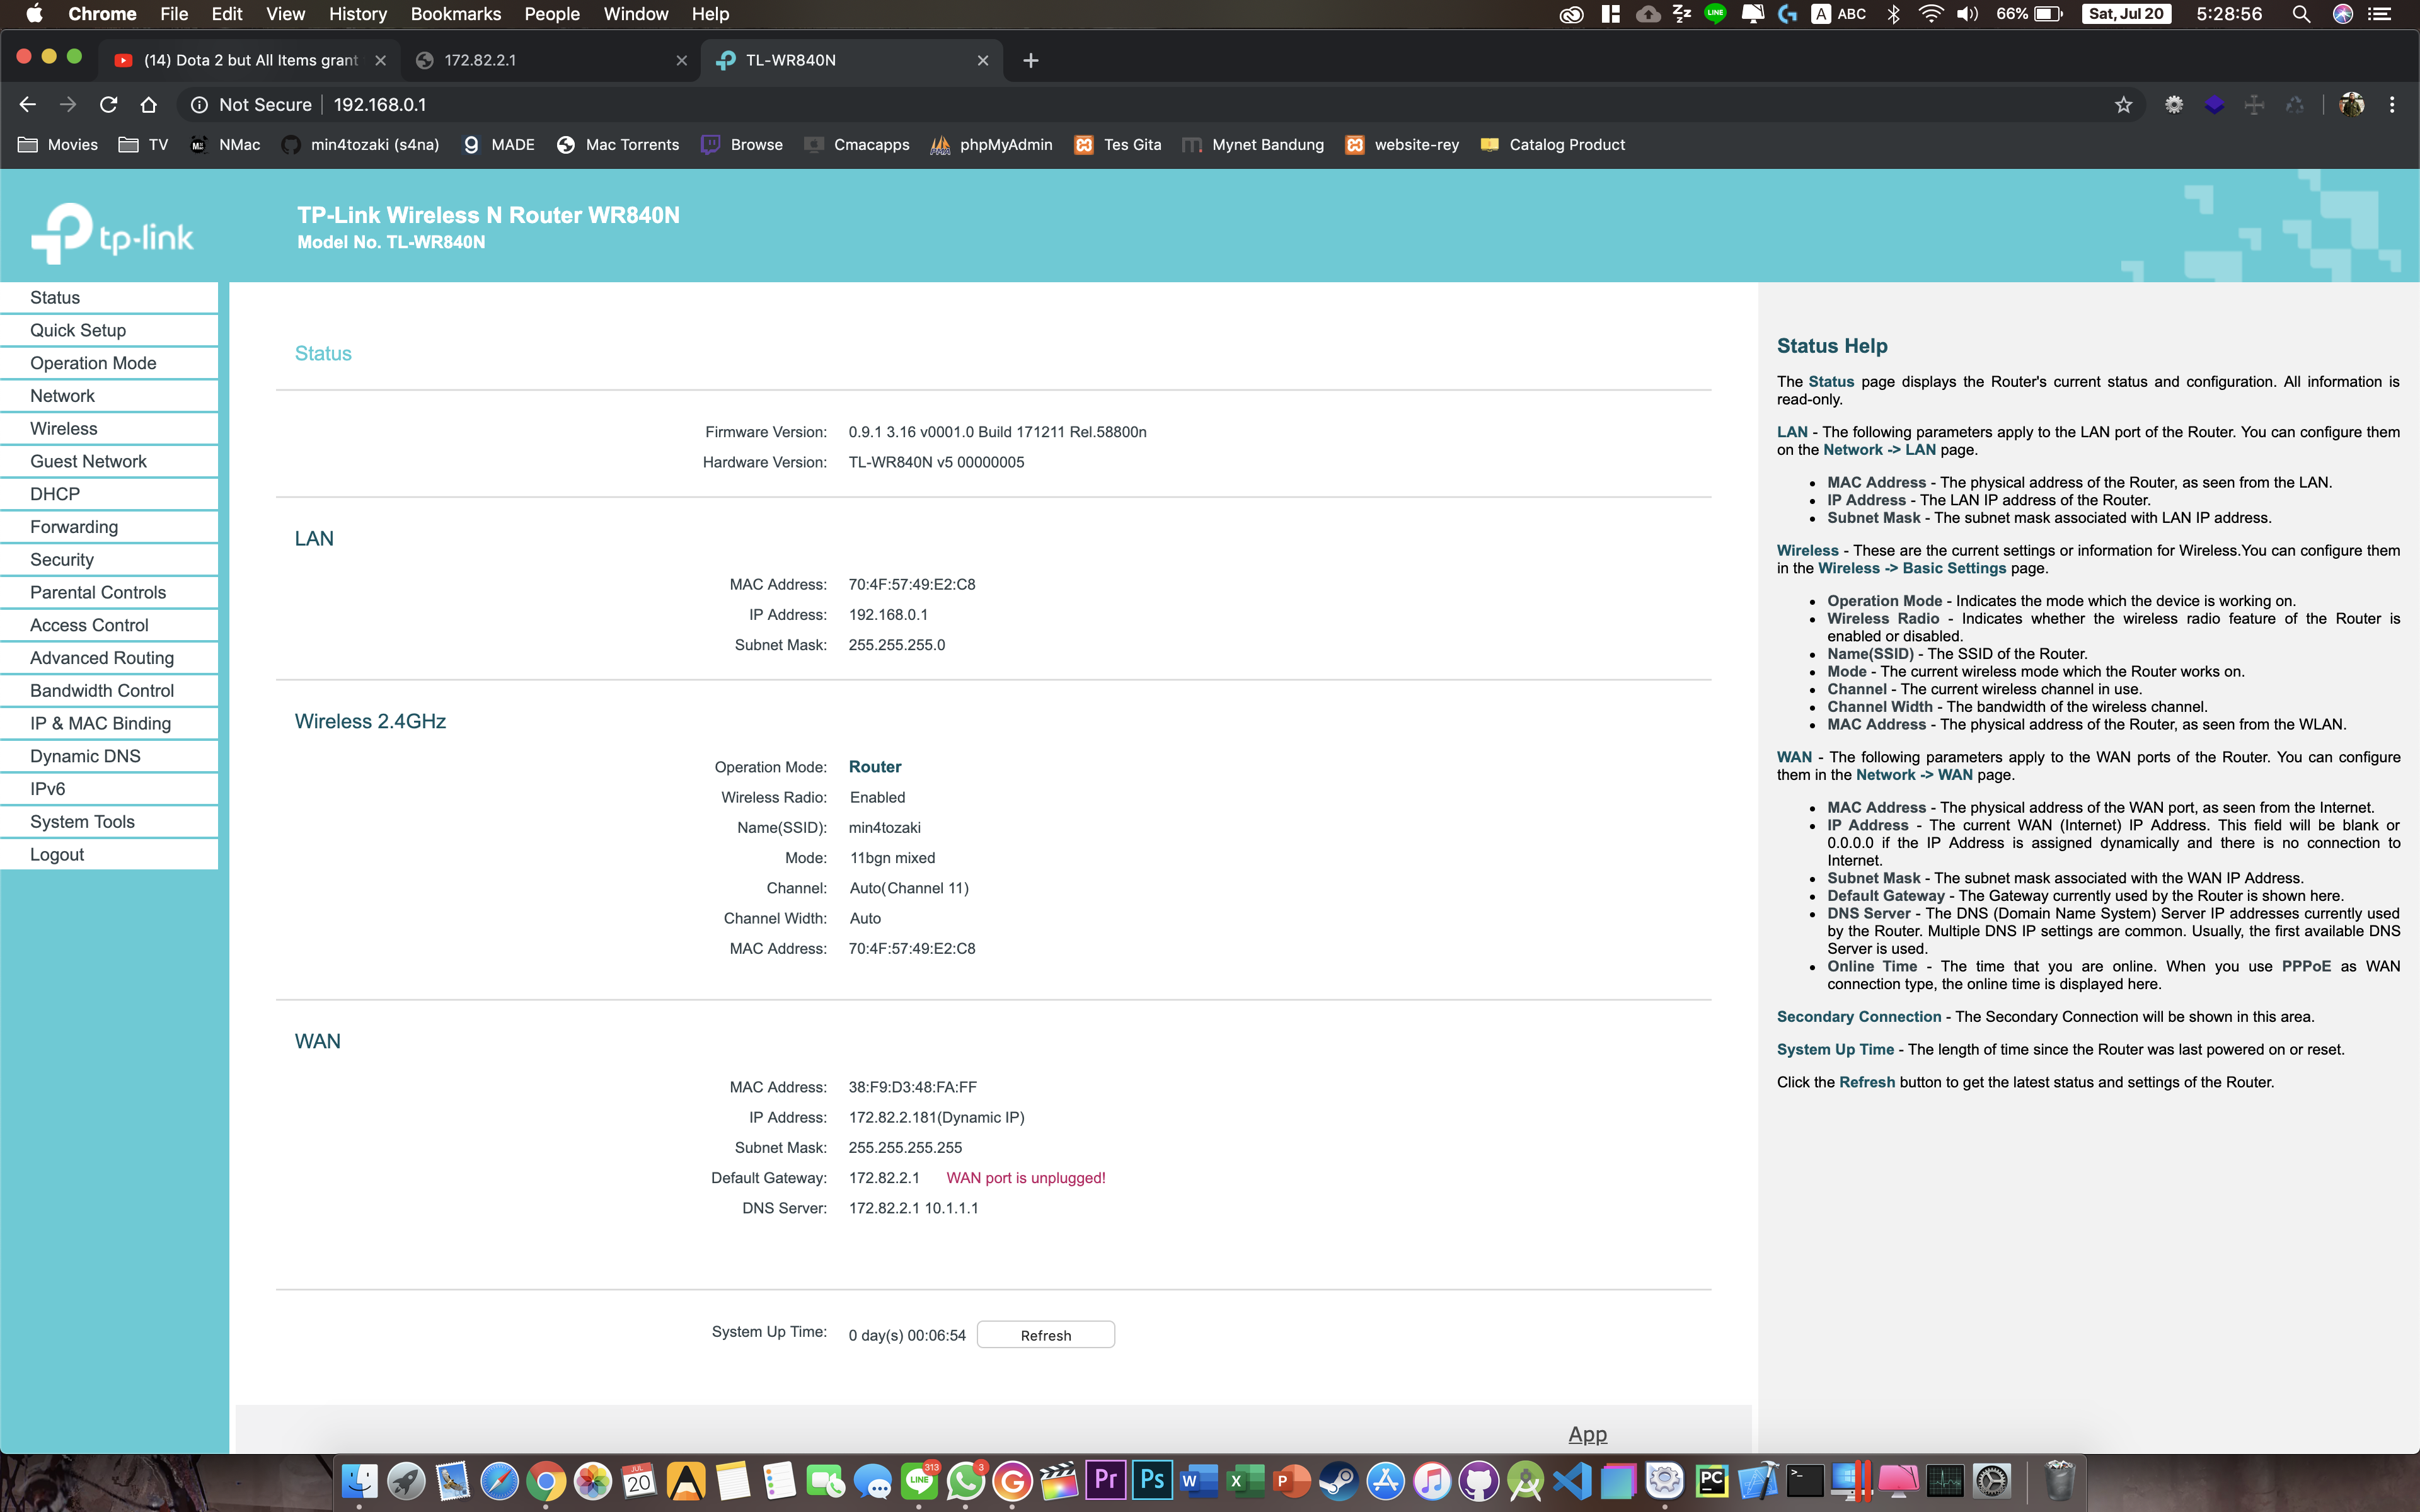 Chrome File Edit View History Bookmarks People Window Help
LINE A ABC 66% Sat, Jul 20 5:28:56
(14) Dota 2 but All Items grant
172.82.2.1
TL-WR840N
Not Secure 192.168.0.1
Movies TV NMac min4tozaki (s4na) MADE Mac Torrents Browse Cmacapps phpMyAdmin Tes Gita Mynet Bandung website-rey Catalog Product
tp-link
TP-Link Wireless N Router WR840N
Model No. TL-WR840N
Status
Quick Setup
Operation Mode
Network
Wireless
Guest Network
DHCP
Forwarding
Security
Parental Controls
Access Control
Advanced Routing
Bandwidth Control
IP & MAC Binding
Dynamic DNS
IPv6
System Tools
Logout
Status
Firmware Version: 0.9.1 3.16 v0001.0 Build 171211 Rel.58800n
Hardware Version: TL-WR840N v5 00000005
LAN
MAC Address: 70:4F:57:49:E2:C8
IP Address: 192.168.0.1
Subnet Mask: 255.255.255.0
Wireless 2.4GHz
Operation Mode: Router
Wireless Radio: Enabled
Name(SSID): min4tozaki
Mode: 11bgn mixed
Channel: Auto(Channel 11)
Channel Width: Auto
MAC Address: 70:4F:57:49:E2:C8
WAN
MAC Address: 38:F9:D3:48:FA:FF
IP Address: 172.82.2.181(Dynamic IP)
Subnet Mask: 255.255.255.255
Default Gateway: 172.82.2.1 WAN port is unplugged!
DNS Server: 172.82.2.1 10.1.1.1
System Up Time: 0 day(s) 00:06:54 Refresh
App
Status Help
The Status page displays the Router's current status and configuration. All information is
read-only.
LAN - The following parameters apply to the LAN port of the Router. You can configure them
on the Network -> LAN page.
• MAC Address - The physical address of the Router, as seen from the LAN.
• IP Address - The LAN IP address of the Router.
• Subnet Mask - The subnet mask associated with LAN IP address.
Wireless - These are the current settings or information for Wireless.You can configure them
in the Wireless -> Basic Settings page.
• Operation Mode - Indicates the mode which the device is working on.
• Wireless Radio - Indicates whether the wireless radio feature of the Router is
enabled or disabled.
• Name(SSID) - The SSID of the Router.
• Mode - The current wireless mode which the Router works on.
• Channel - The current wireless channel in use.
• Channel Width - The bandwidth of the wireless channel.
• MAC Address - The physical address of the Router, as seen from the WLAN.
WAN - The following parameters apply to the WAN ports of the Router. You can configure
them in the Network -> WAN page.
• MAC Address - The physical address of the WAN port, as seen from the Internet.
• IP Address - The current WAN (Internet) IP Address. This field will be blank or
0.0.0.0 if the IP Address is assigned dynamically and there is no connection to
Internet.
• Subnet Mask - The subnet mask associated with the WAN IP Address.
• Default Gateway - The Gateway currently used by the Router is shown here.
• DNS Server - The DNS (Domain Name System) Server IP addresses currently used
by the Router. Multiple DNS IP settings are common. Usually, the first available DNS
Server is used.
• Online Time - The time that you are online. When you use PPPoE as WAN
connection type, the online time is displayed here.
Secondary Connection - The Secondary Connection will be shown in this area.
System Up Time - The length of time since the Router was last powered on or reset.
Click the Refresh button to get the latest status and settings of the Router.
JUL 20 LINE 313 3 Pr Ps W X P PC